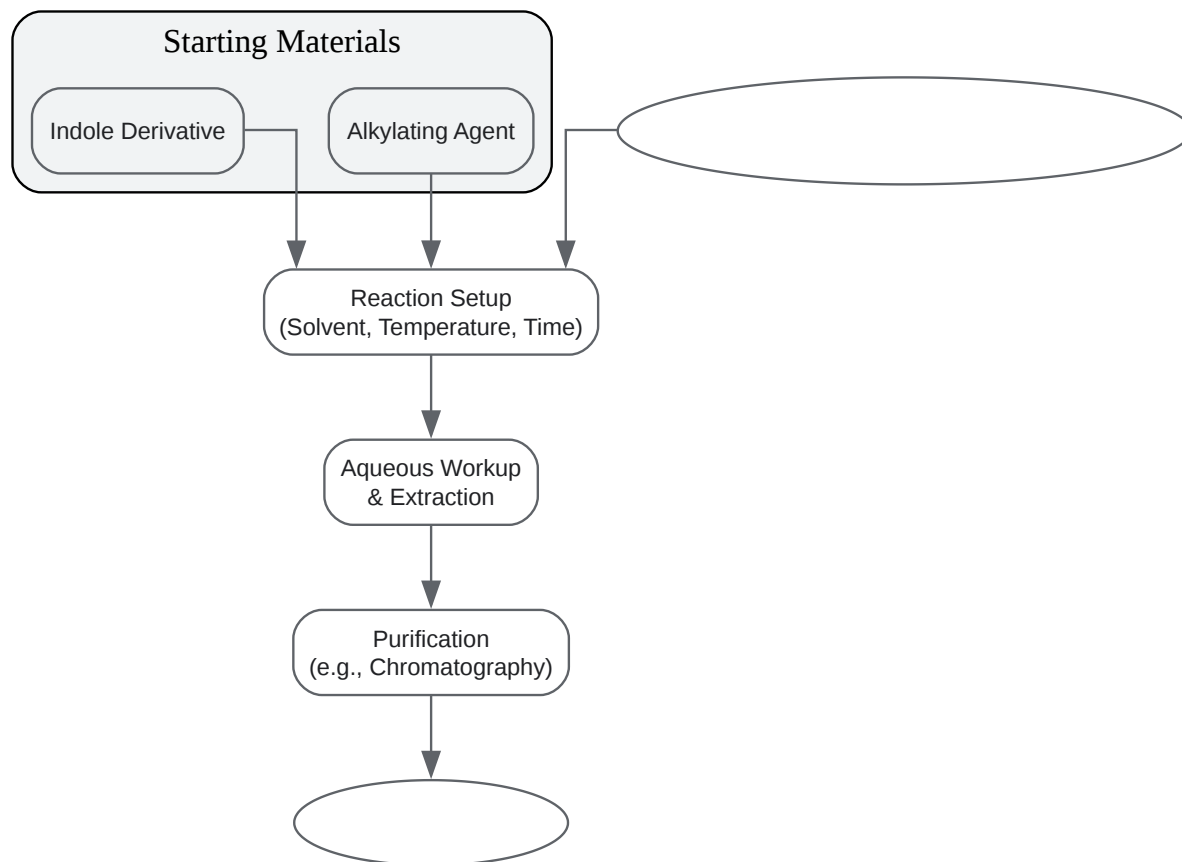 Starting Materials
Indole Derivative
Alkylating Agent
Reaction Setup
(Solvent, Temperature, Time)
Aqueous Workup
& Extraction
Purification
(e.g., Chromatography)